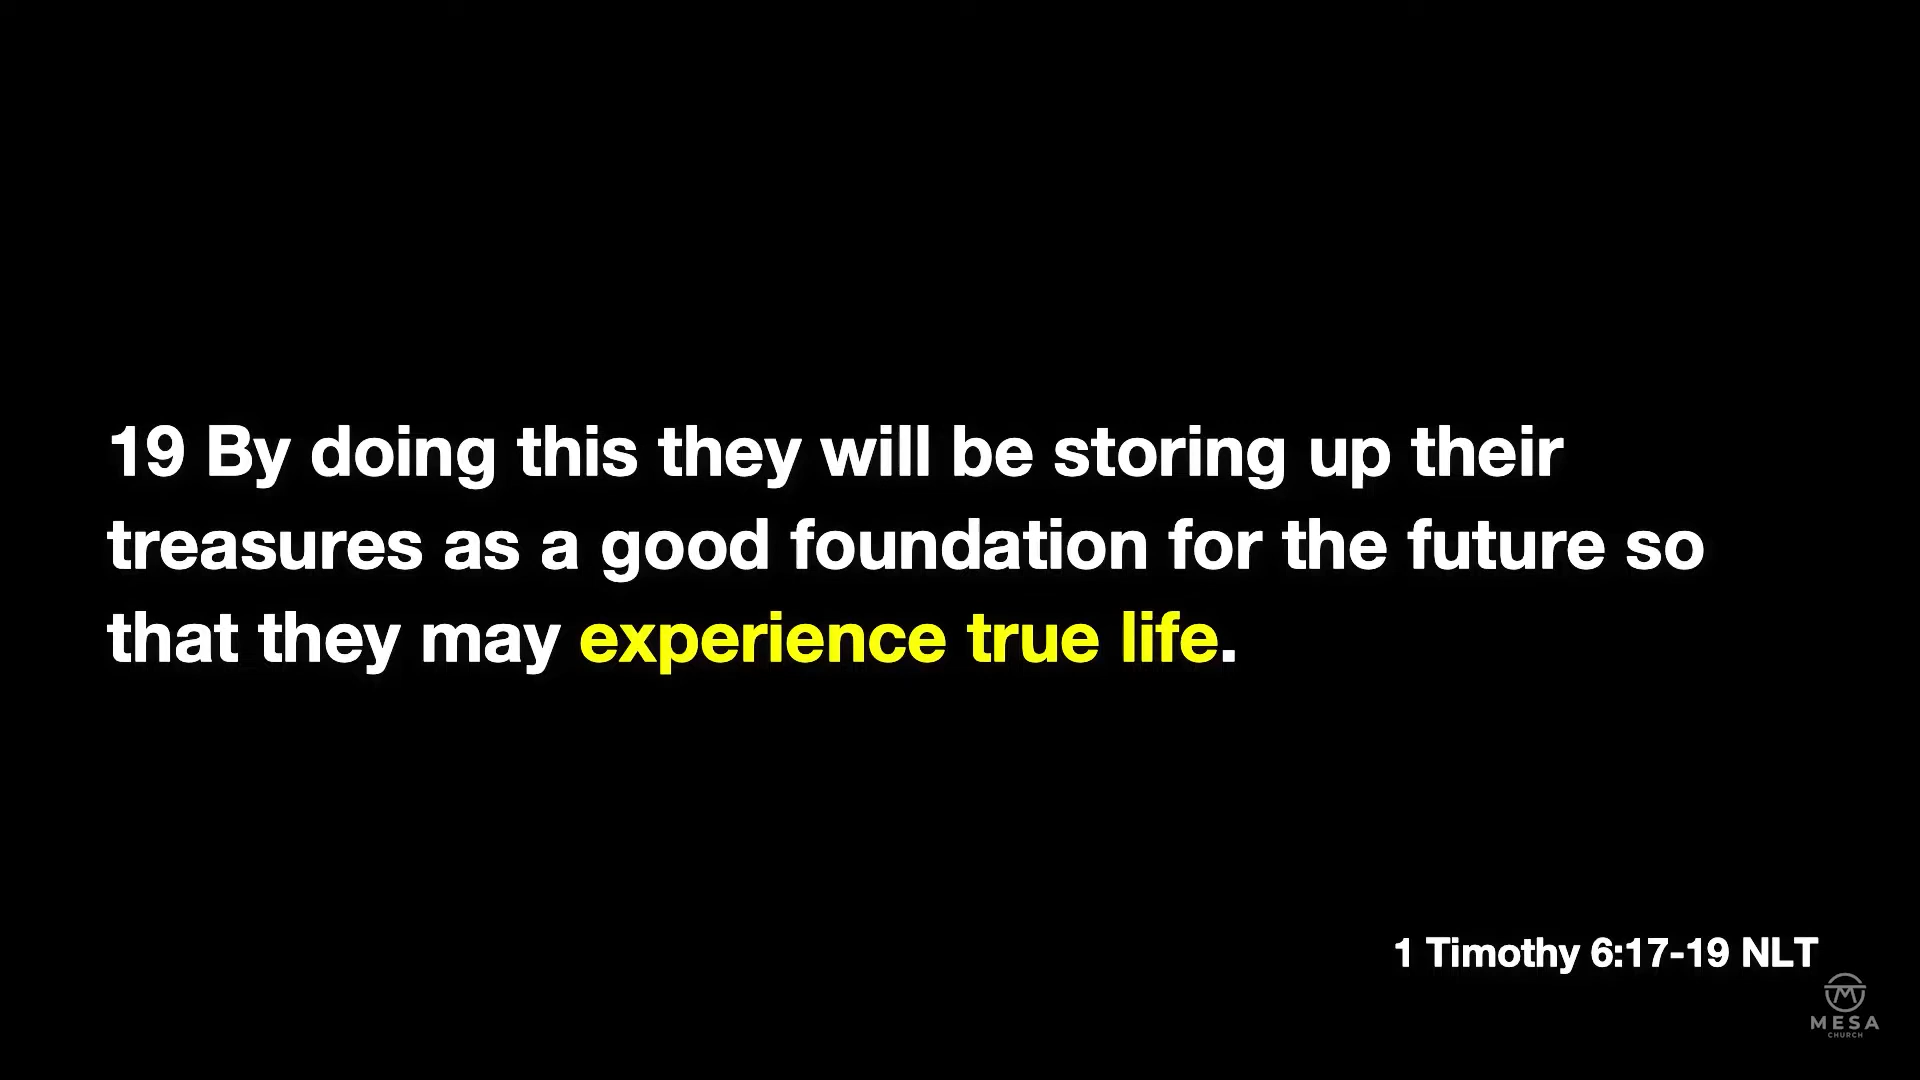 19 By doing this they will be storing up their
treasures as a good foundation for the future so
that they may experience true life.
1 Timothy 6:17-19 NLT
MESA
CHURCH